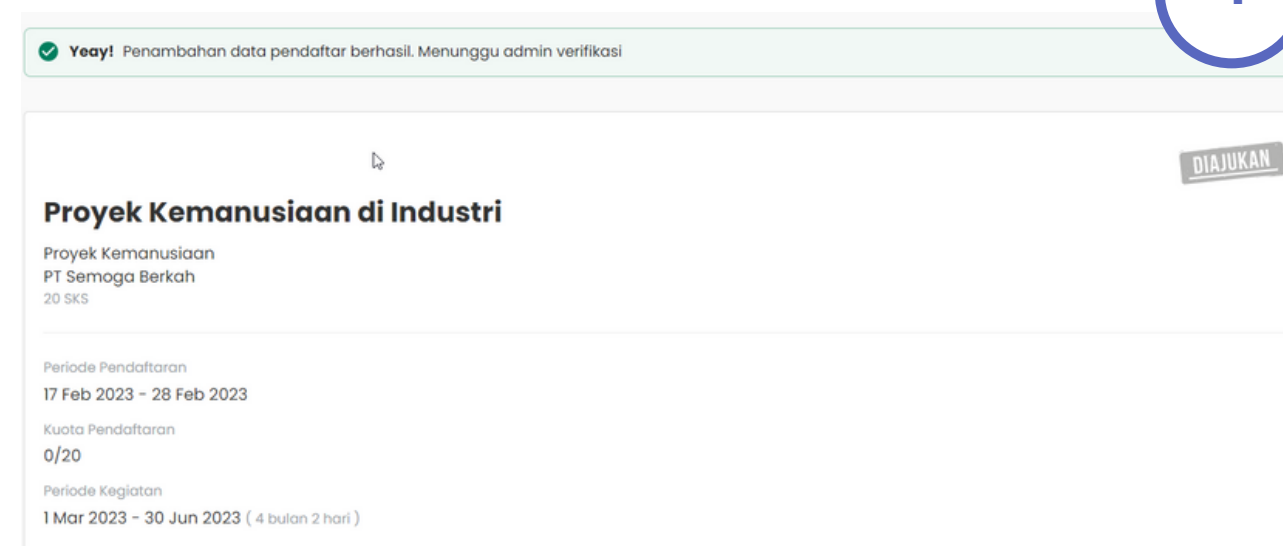 Yeay! Penambahan data pendaftar berhasil. Menunggu admin verifikasi
DIAJUKAN
Proyek Kemanusiaan di Industri
Proyek Kemanusiaan
PT Semoga Berkah
20 SKS
Periode Pendaftaran
17 Feb 2023 - 28 Feb 2023
Kuota Pendaftaran
0/20
Periode Kegiatan
1 Mar 2023 - 30 Jun 2023 ( 4 bulan 2 hari )